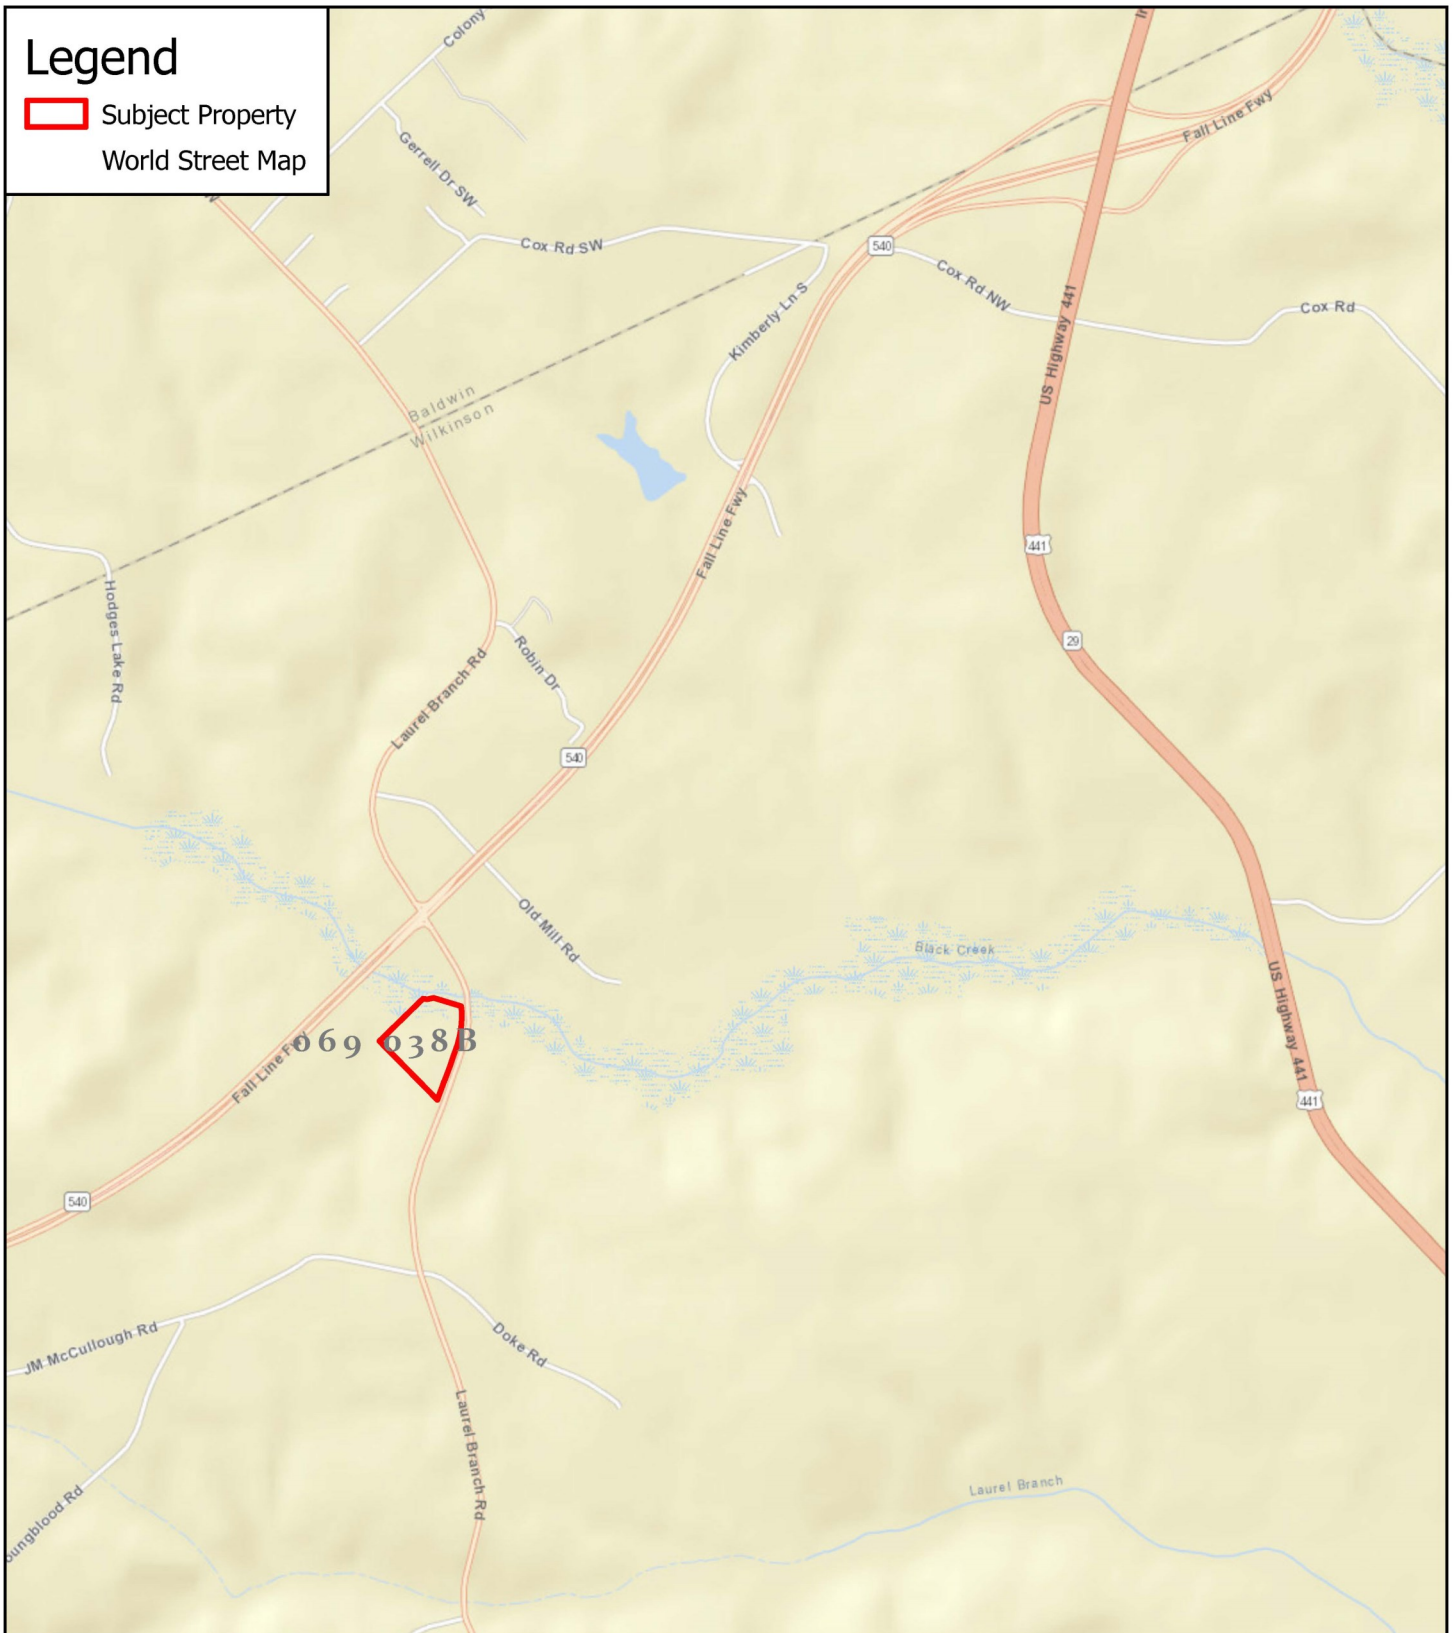 Legend
Subject Property
World Street Map
Colony
Gerrell Dr SW
Cox Rd SW
Fall Line Fwy
540
Cox Rd NW
Cox Rd
Kimberly Ln S
US Highway 441
Baldwin
Wilkinson
Fall Line Fwy
441
Hodges Lake Rd
29
Robin Dr
Laurel Branch Rd
540
Old Mill Rd
Black Creek
US Highway 441
069 038B
Fall Line Fwy
441
540
JM McCullough Rd
Doke Rd
Laurel Branch Rd
Laurel Branch
oungblood Rd